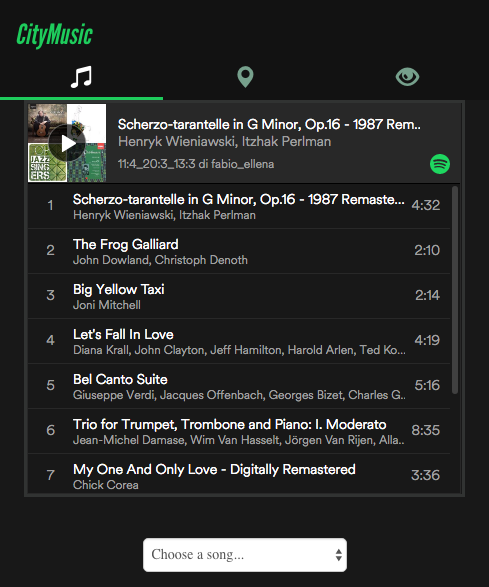 CityMusic
Scherzo-tarantelle in G Minor, Op.16 - 1987 Rem..
Henryk Wieniawski, Itzhak Perlman
11:4_20:3_13:3 di fabio_ellena
JAZZ
SINGERS
1 Scherzo-tarantelle in G Minor, Op.16 - 1987 Remaste... 4:32
Henryk Wieniawski, Itzhak Perlman
2 The Frog Galliard 2:10
John Dowland, Christoph Denoth
3 Big Yellow Taxi 2:14
Joni Mitchell
4 Let's Fall In Love 4:19
Diana Krall, John Clayton, Jeff Hamilton, Harold Arlen, Ted Ko...
5 Bel Canto Suite 5:16
Giuseppe Verdi, Jacques Offenbach, Georges Bizet, Charles G..
6 Trio for Trumpet, Trombone and Piano: I. Moderato 8:35
Jean-Michel Damase, Wim Van Hasselt, Jörgen Van Rijen, Alla..
7 My One And Only Love - Digitally Remastered 3:36
Chick Corea
Choose a song...